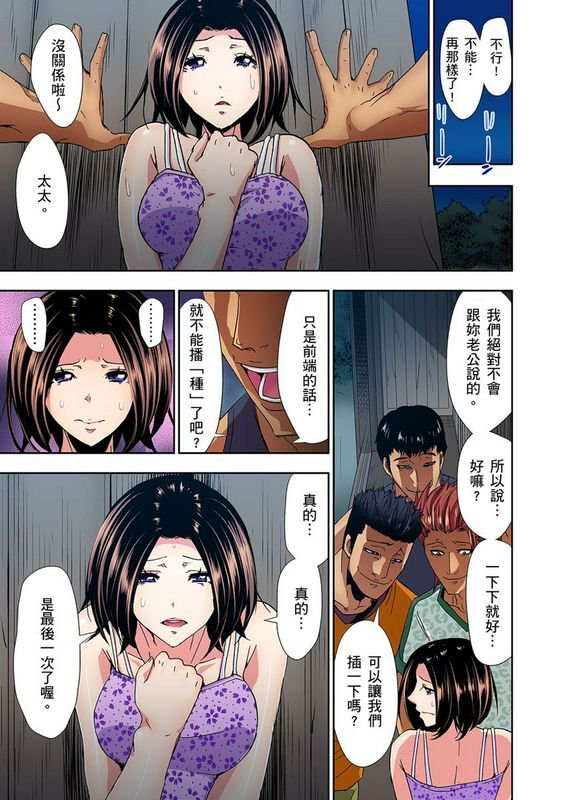 不行！
不能…
再那樣了！
沒關係啦～
太太。
我們絕對不會
跟妳老公說的。
所以說…
好嘛？
一下下就好…
可以讓我們
插一下嗎？
只是前端的話…
就不能播「種」了吧？
………
………
真的…
真的…
是最後一次了喔。